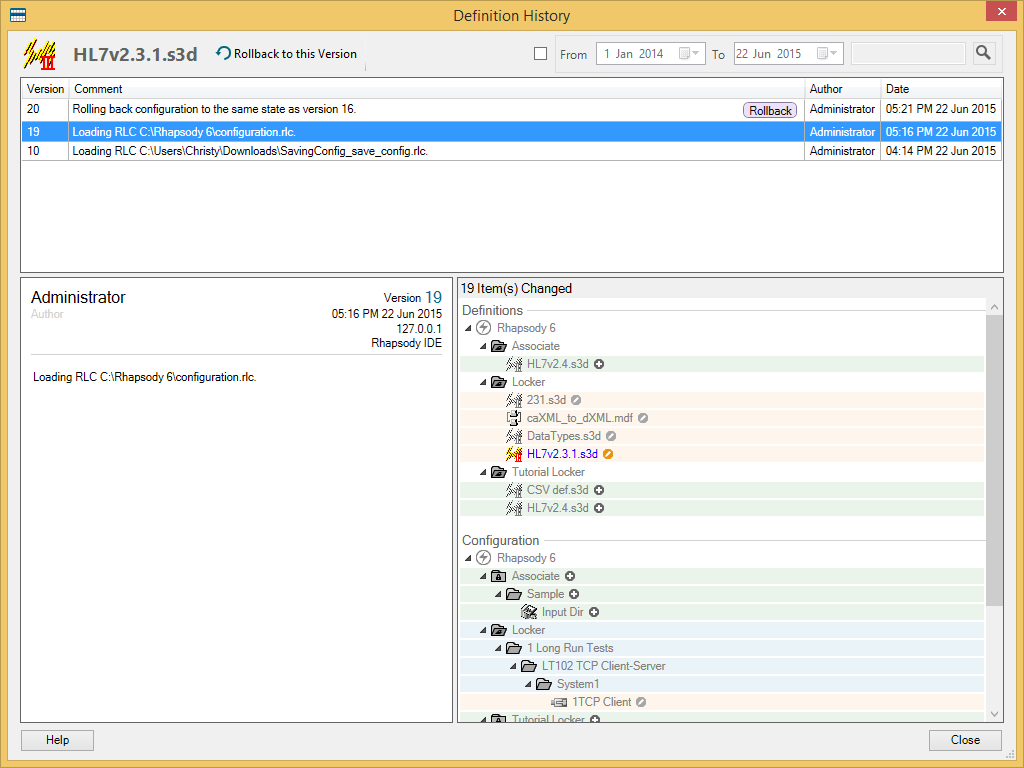 Definition History
HL7v2.3.1.s3d
Rollback to this Version
From 1 Jan 2014 To 22 Jun 2015
Version Comment Author Date
20 Rolling back configuration to the same state as version 16. Rollback Administrator 05:21 PM 22 Jun 2015
19 Loading RLC C:\Rhapsody 6\configuration.rlc. Administrator 05:16 PM 22 Jun 2015
10 Loading RLC C:\Users\Christy\Downloads\SavingConfig_save_config.rlc. Administrator 04:14 PM 22 Jun 2015
Administrator
Author
Version 19
05:16 PM 22 Jun 2015
127.0.0.1
Rhapsody IDE
Loading RLC C:\Rhapsody 6\configuration.rlc.
19 Item(s) Changed
Definitions
Rhapsody 6
Associate
HL7v2.4.s3d
Locker
231.s3d
caXML_to_dXML.mdf
DataTypes.s3d
HL7v2.3.1.s3d
Tutorial Locker
CSV def.s3d
HL7v2.4.s3d
Configuration
Rhapsody 6
Associate
Sample
Input Dir
Locker
1 Long Run Tests
LT102 TCP Client-Server
System1
1TCP Client
Tutorial Locker
Help
Close